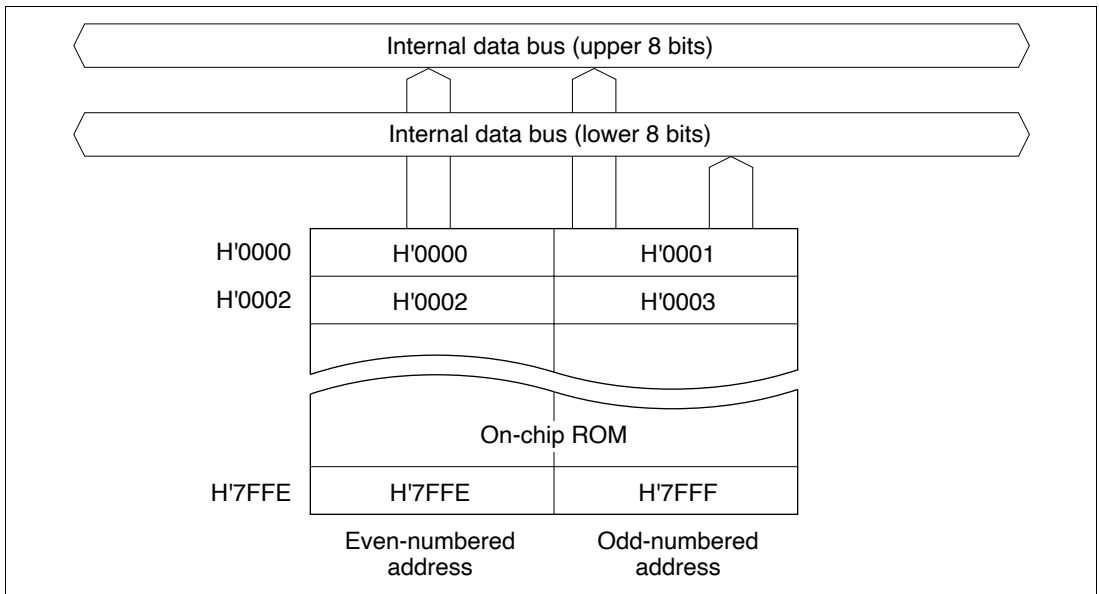 Internal data bus (upper 8 bits)
Internal data bus (lower 8 bits)
H'0000 H'0000 H'0001
H'0002 H'0002 H'0003
On-chip ROM
H'7FFE H'7FFE H'7FFF
Even-numbered address
Odd-numbered address